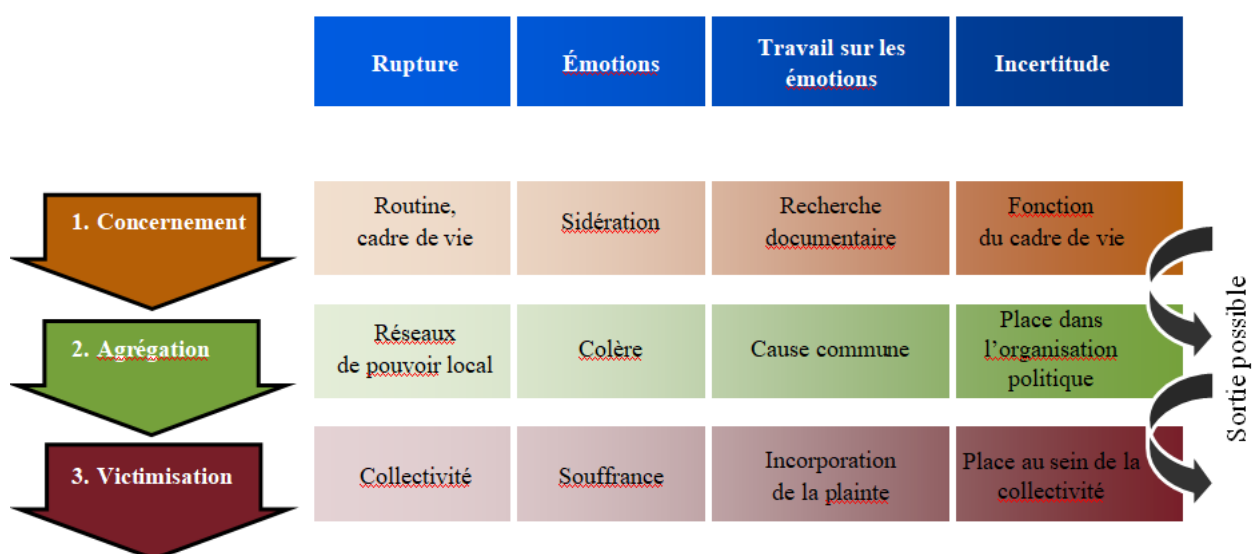 Rupture
Émotions
Travail sur les
émotions
Incertitude
1. Concernement
Routine,
cadre de vie
Sidération
Recherche
documentaire
Fonction
du cadre de vie
2. Agrégation
Réseaux
de pouvoir local
Colère
Cause commune
Place dans
l’organisation
politique
3. Victimisation
Collectivité
Souffrance
Incorporation
de la plainte
Place au sein de la
collectivité
Sortie possible